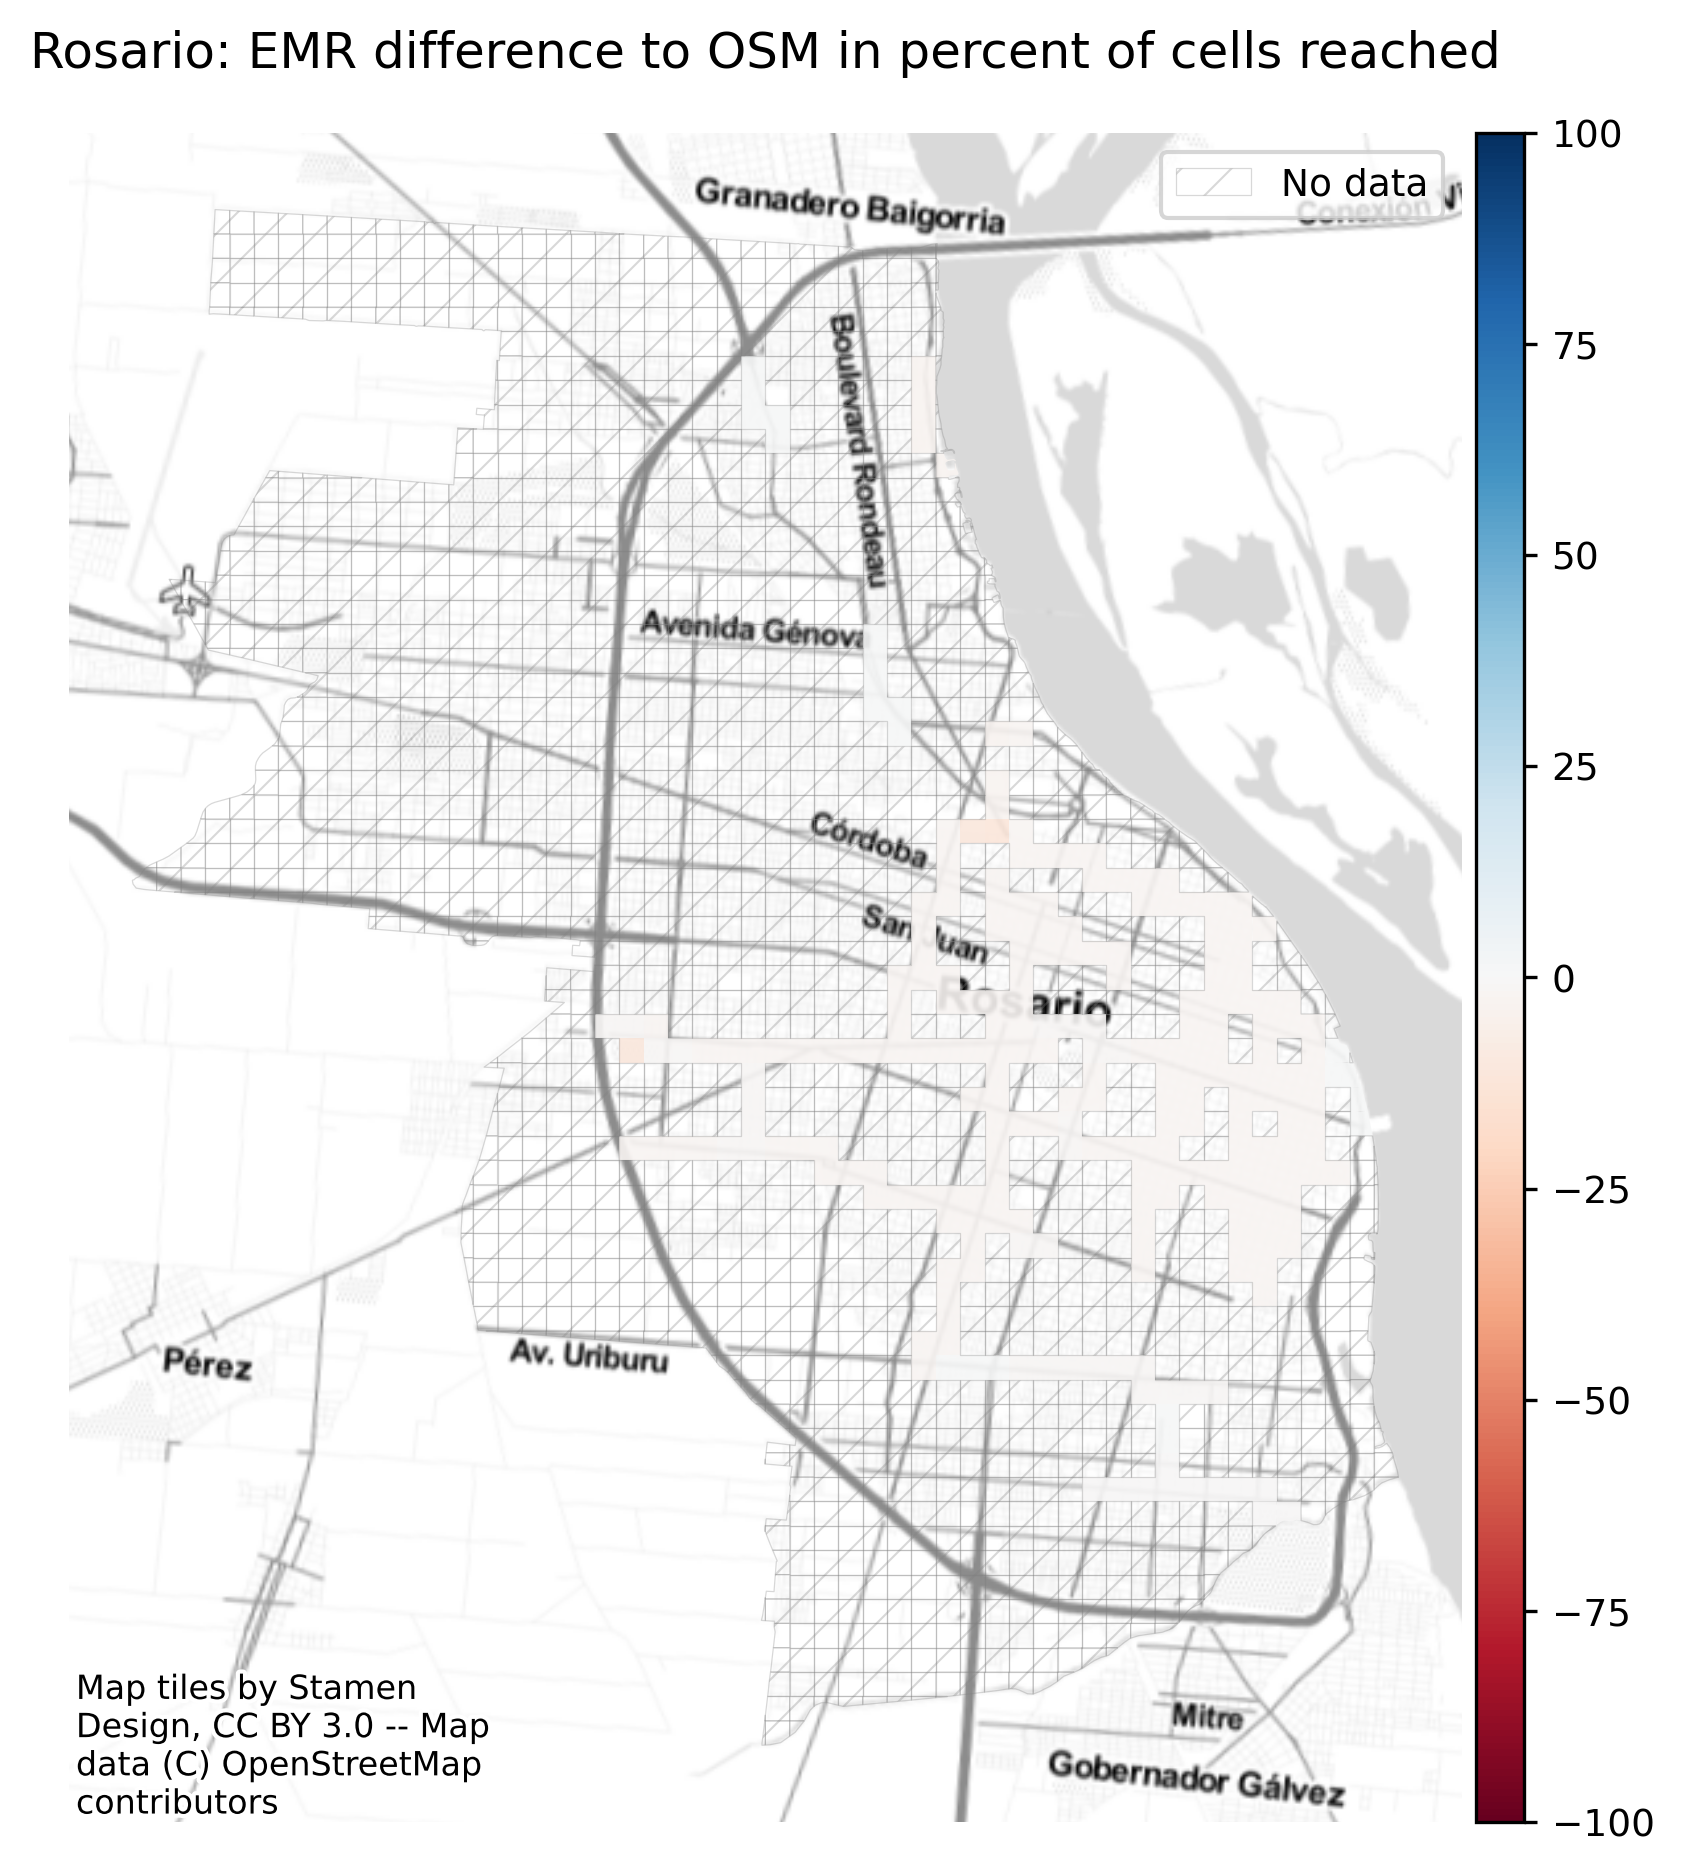 Rosario: EMR difference to OSM in percent of cells reached
No data
Granadero Baigorria
Boulevard Rondeau
Avenida Génova
Córdoba
San Juan
Rosario
Av. Uriburu
Pérez
Mitre
Gobernador Gálvez
100
75
50
25
0
−25
−50
−75
−100
Map tiles by Stamen
Design, CC BY 3.0 -- Map
data (C) OpenStreetMap
contributors